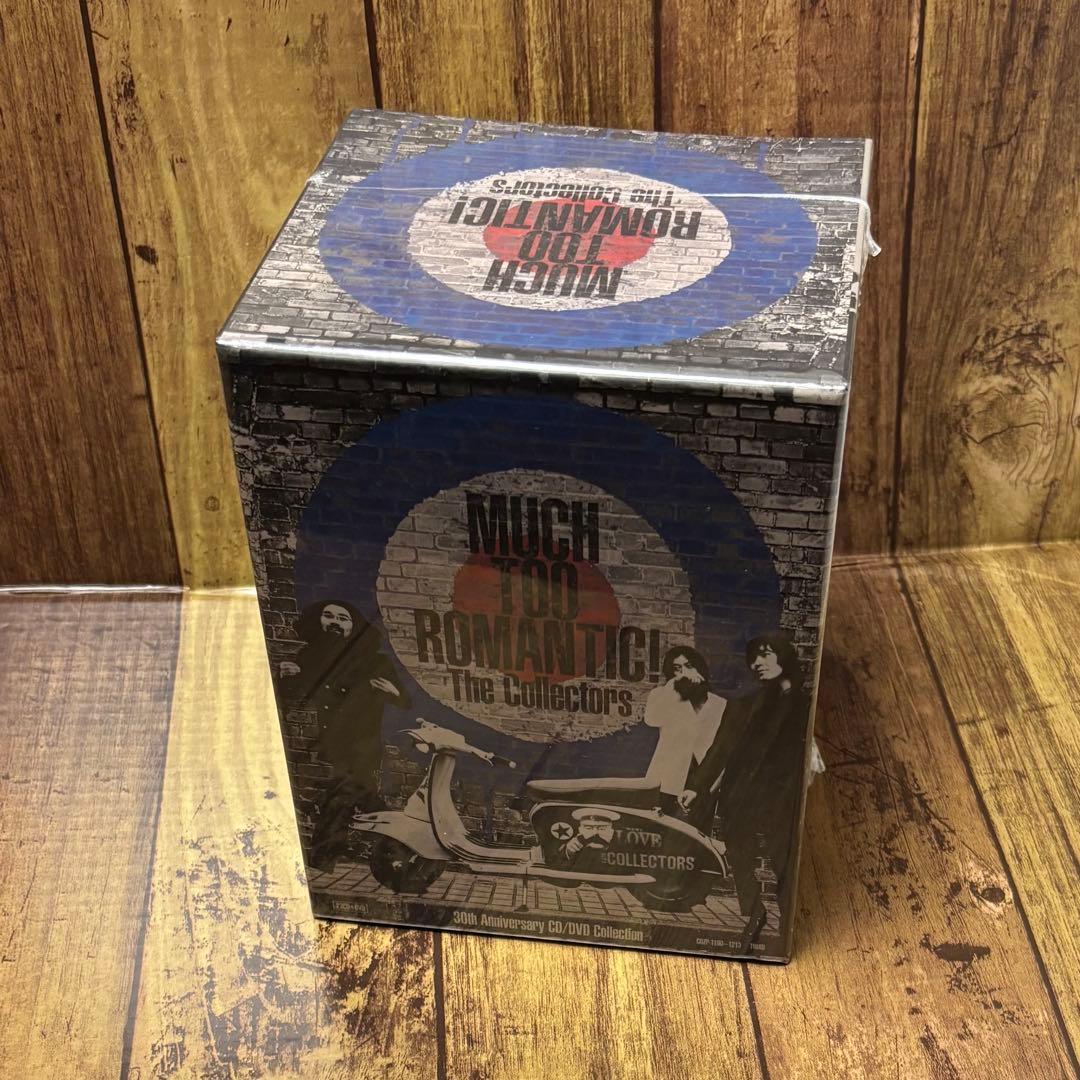 MUCH
TOO
ROMANTIC!
The Collectors
MUCH
TOO
ROMANTIC!
The Collectors
LOVE
COLLECTORS
30th Anniversary CD/DVD Collection